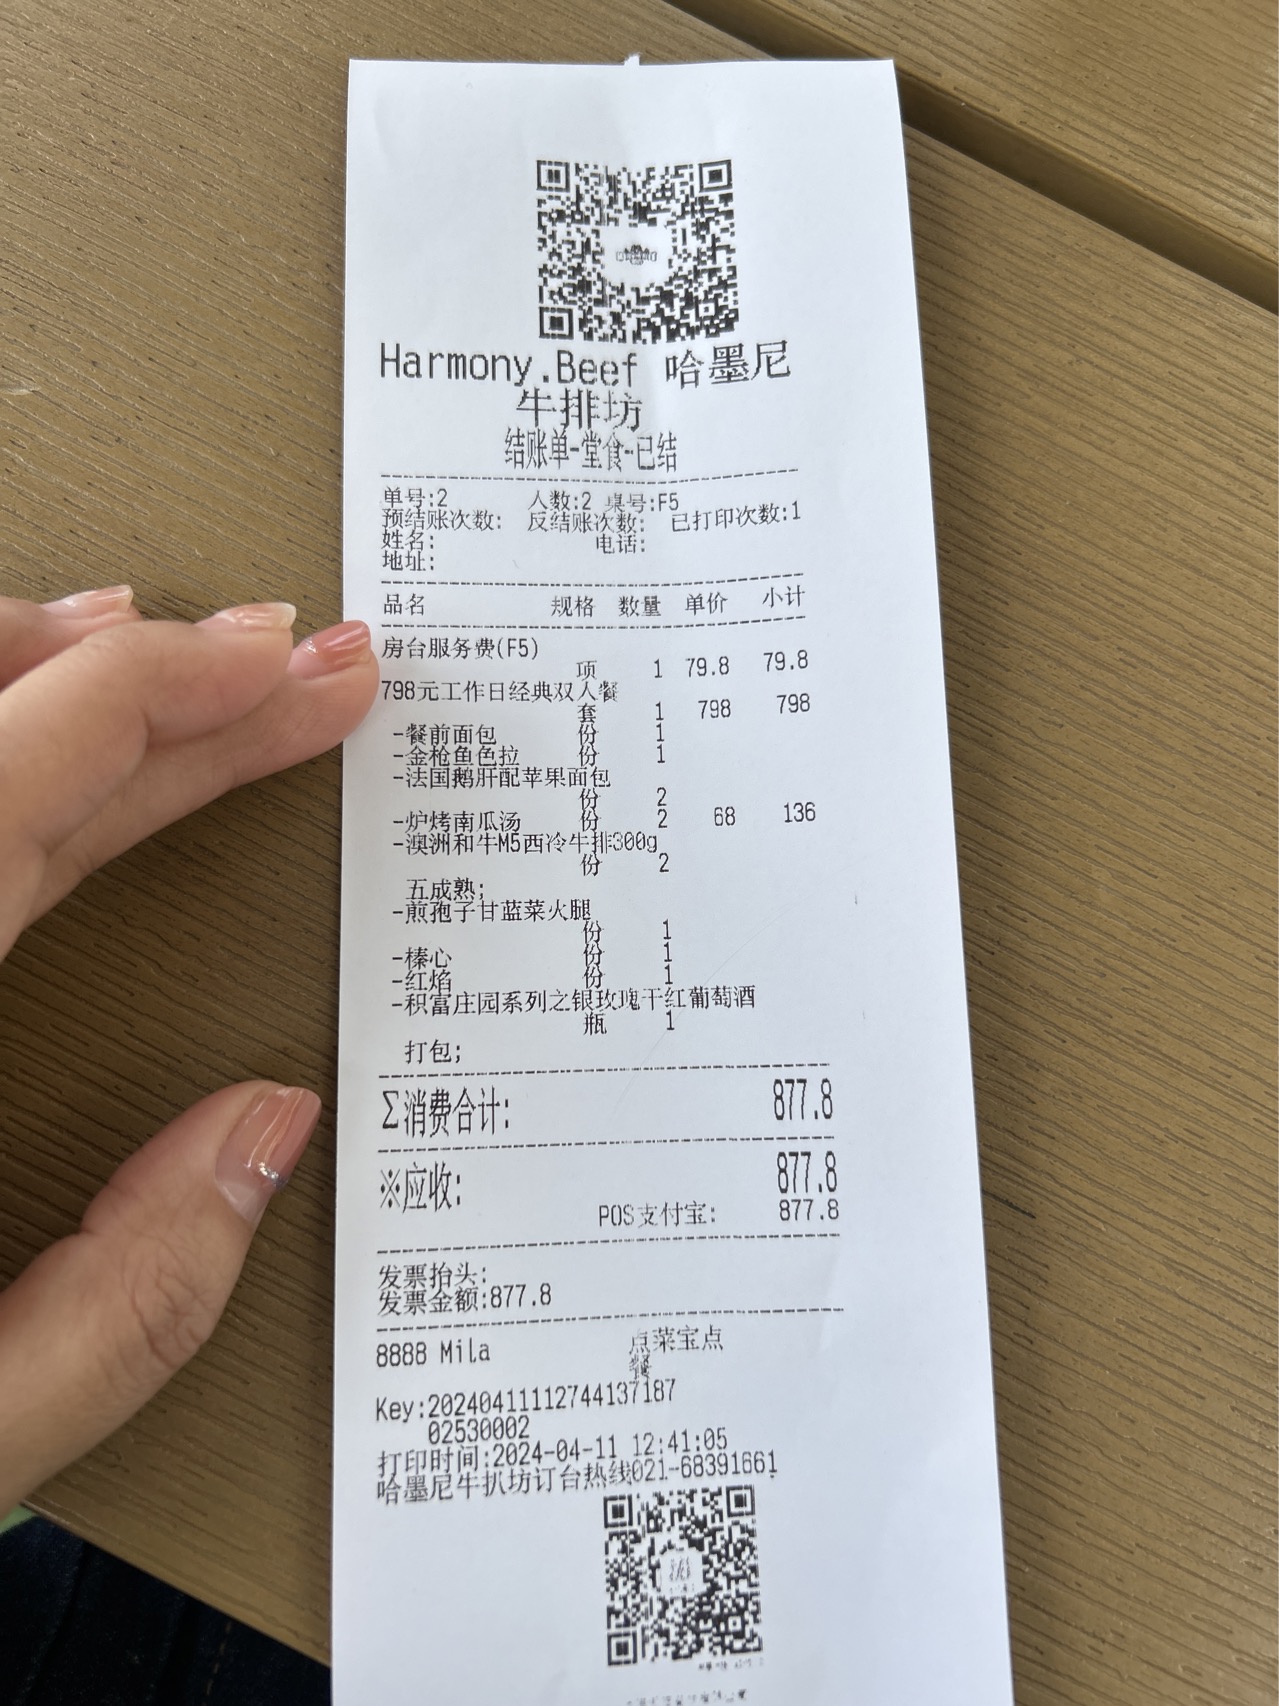 Harmony.Beef 哈墨尼
牛排坊
结账单-堂食-已结
单号:2 人数:2 桌号:F5
预结账次数: 反结账次数: 已打印次数:1
姓名: 电话:
地址:
品名 规格 数量 单价 小计
房台服务费(F5)
项 1 79.8 79.8
798元工作日经典双人餐
套 1 798 798
-餐前面包 份 1
-金枪鱼色拉 份 1
-法国鹅肝配苹果面包
份 2
-炉烤南瓜汤 份 2 68 136
-澳洲和牛M5西冷牛排300g
份 2
五成熟;
-煎孢子甘蓝菜火腿
份 1
-榛心 份 1
-红焰 份 1
-积富庄园系列之银玫瑰干红葡萄酒
瓶 1
打包;
Σ消费合计: 877.8
※应收: 877.8
POS支付宝: 877.8
发票抬头:
发票金额:877.8
8888 Mila 点菜宝点
餐
Key:20240411112744137187
02530002
打印时间:2024-04-11 12:41:05
哈墨尼牛扒坊订台热线021-68391661